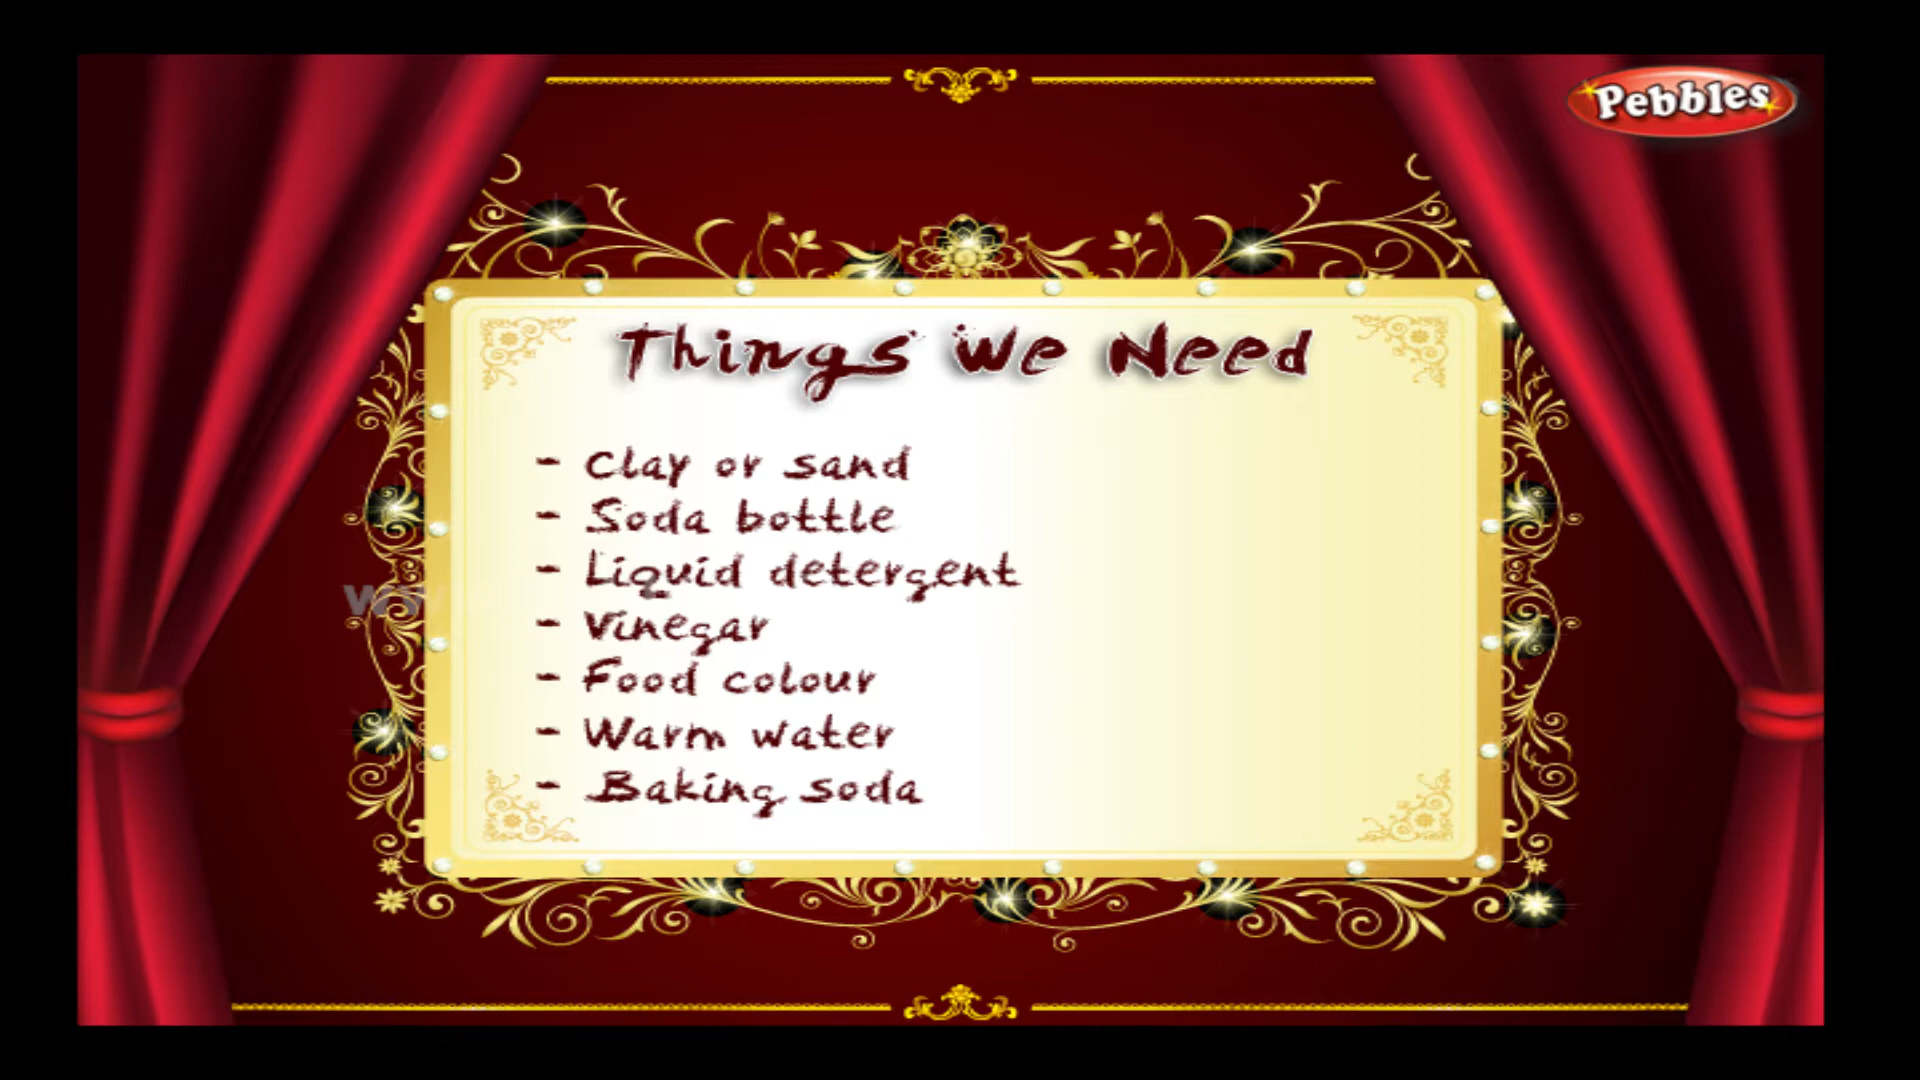 Pebbles
Things We Need
- Clay or sand
- Soda bottle
- Liquid detergent
- Vinegar
- Food colour
- Warm water
- Baking soda